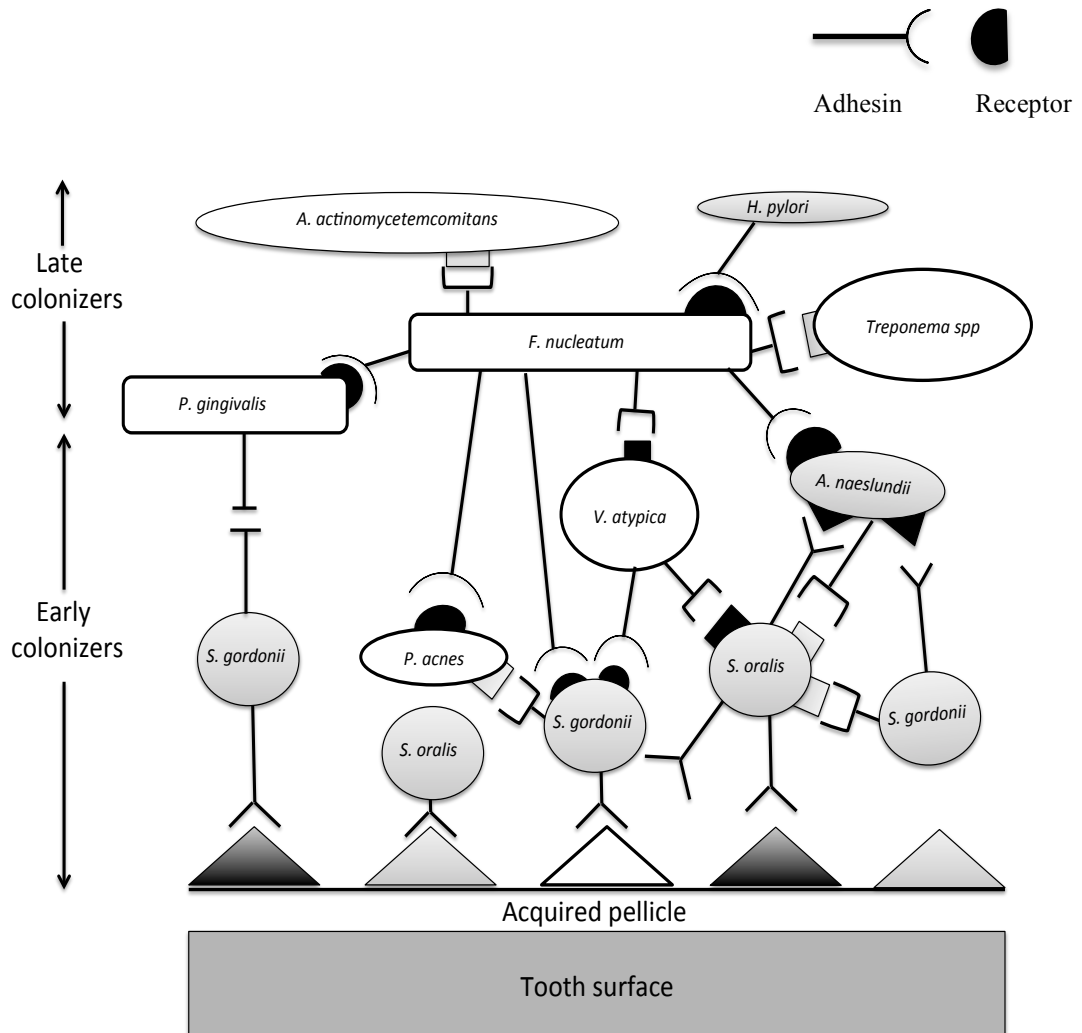 Adhesin Receptor
A. actinomycetemcomitans
H. pylori
Late
colonizers
Treponema spp
F. nucleatum
P. gingivalis
A. naeslundii
V. atypica
Early
colonizers
S. gordonii
P. acnes
S. oralis
S. gordonii
S. gordonii
S. oralis
Acquired pellicle
Tooth surface